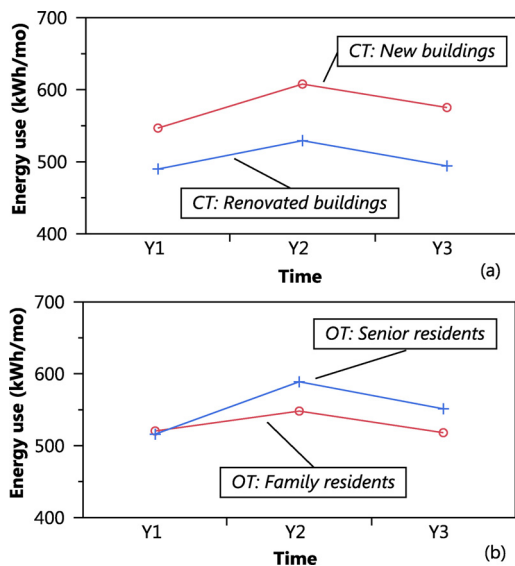 700
600
500
400
Energy use (kWh/mo)
CT: New buildings
CT: Renovated buildings
Y1 Y2 Y3
Time
(a)
700
600
500
400
Energy use (kWh/mo)
OT: Senior residents
OT: Family residents
Y1 Y2 Y3
Time
(b)